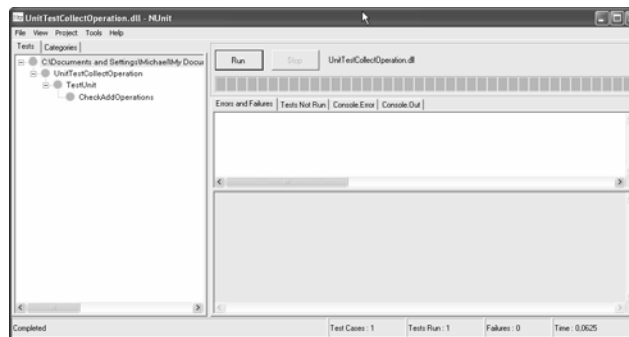 UnitTestCollectOperation.dll - NUnit
File View Project Tools Help
Tests Categories
C:\Documents and Settings\Michael\My Docu
UnitTestCollectOperation
TestUnit
CheckAddOperations
Run Stop UnitTestCollectOperation.dll
Errors and Failures Tests Not Run Console.Error Console.Out
Completed Test Cases : 1 Tests Run : 1 Failures : 0 Time : 0,0625